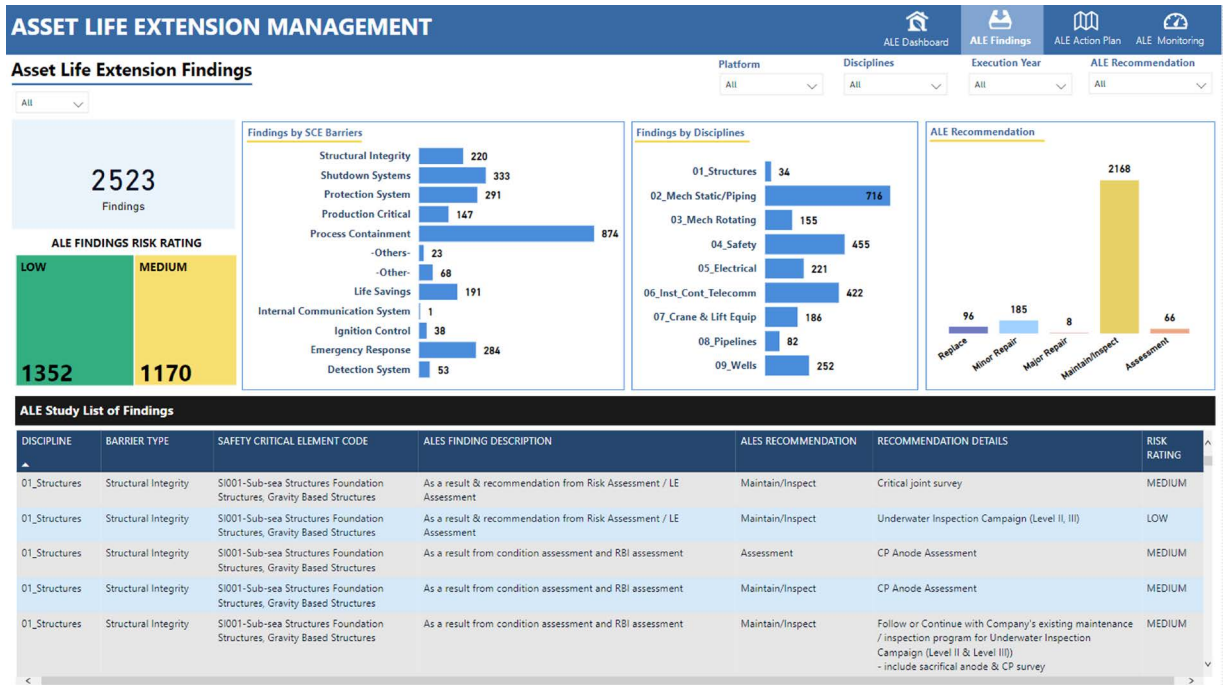 ASSET LIFE EXTENSION MANAGEMENT
ALE Dashboard
ALE Findings
ALE Action Plan
ALE Monitoring
Asset Life Extension Findings
All
Platform
All
Disciplines
All
Execution Year
All
ALE Recommendation
All
2523
Findings
ALE FINDINGS RISK RATING
LOW
1352
MEDIUM
1170
Findings by SCE Barriers
Structural Integrity 220
Shutdown Systems 333
Protection System 291
Production Critical 147
Process Containment 874
-Others- 23
-Other- 68
Life Savings 191
Internal Communication System 1
Ignition Control 38
Emergency Response 284
Detection System 53
Findings by Disciplines
01_Structures 34
02_Mech Static/Piping 716
03_Mech Rotating 155
04_Safety 455
05_Electrical 221
06_Inst_Cont_Telecomm 422
07_Crane & Lift Equip 186
08_Pipelines 82
09_Wells 252
ALE Recommendation
96
185
8
2168
66
Replace
Minor Repair
Major Repair
Maintain/Inspect
Assessment
ALE Study List of Findings
DISCIPLINE BARRIER TYPE SAFETY CRITICAL ELEMENT CODE ALES FINDING DESCRIPTION ALES RECOMMENDATION RECOMMENDATION DETAILS RISK
RATING
01_Structures Structural Integrity SI001-Sub-sea Structures Foundation As a result & recommendation from Risk Assessment / LE Maintain/Inspect Critical joint survey MEDIUM
Structures, Gravity Based Structures Assessment
01_Structures Structural Integrity SI001-Sub-sea Structures Foundation As a result & recommendation from Risk Assessment / LE Maintain/Inspect Underwater Inspection Campaign (Level II, III) LOW
Structures, Gravity Based Structures Assessment
01_Structures Structural Integrity SI001-Sub-sea Structures Foundation As a result from condition assessment and RBI assessment Assessment CP Anode Assessment MEDIUM
Structures, Gravity Based Structures
01_Structures Structural Integrity SI001-Sub-sea Structures Foundation As a result from condition assessment and RBI assessment Maintain/Inspect CP Anode Assessment MEDIUM
Structures, Gravity Based Structures
01_Structures Structural Integrity SI001-Sub-sea Structures Foundation As a result from condition assessment and RBI assessment Maintain/Inspect Follow or Continue with Company's existing maintenance MEDIUM
Structures, Gravity Based Structures / inspection program for Underwater Inspection
Campaign (Level II & Level III))
- include sacrifical anode & CP survey